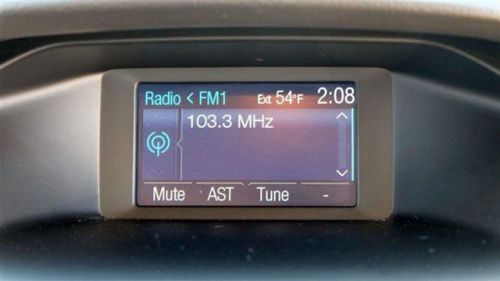 Radio < FM1 Ext 54°F 2:08
103.3 MHz
Mute AST Tune -